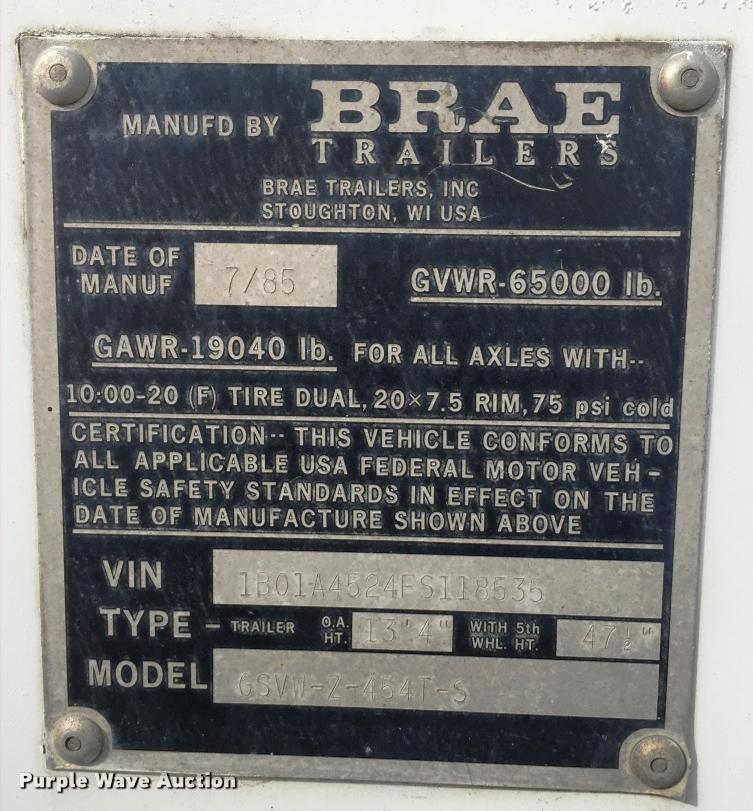 MANUFD BY BRAE
TRAILERS
BRAE TRAILERS, INC
STOUGHTON, WI USA
DATE OF
MANUF 7/85 GVWR-65000 lb.
GAWR-19040 lb. FOR ALL AXLES WITH--
10:00-20 (F) TIRE DUAL, 20×7.5 RIM, 75 psi cold
CERTIFICATION-- THIS VEHICLE CONFORMS TO
ALL APPLICABLE USA FEDERAL MOTOR VEH-
ICLE SAFETY STANDARDS IN EFFECT ON THE
DATE OF MANUFACTURE SHOWN ABOVE
VIN 1B01A4524FS118535
TYPE - TRAILER O.A. HT. 13'4" WITH 5th WHL. HT. 47½"
MODEL GSVW-2-454T-S
Purple Wave Auction